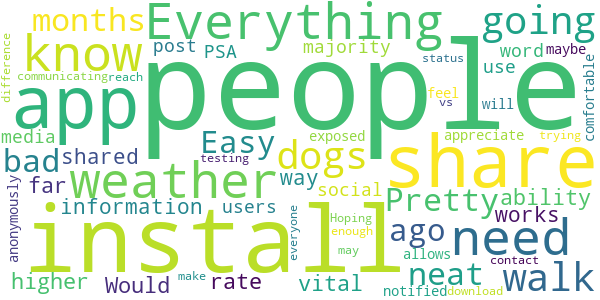 months Everything going
difference know post PSA majority word maybe
communicating reach status use comfortable
app people feel vs will
media Easy exposed appreciate trying
bad shared testing dogs share
anonymously far weather way social Pretty ability
information users everyone Hoping ago works
install enough need
higher Would vital may allows neat walk
make rate notified contact
download